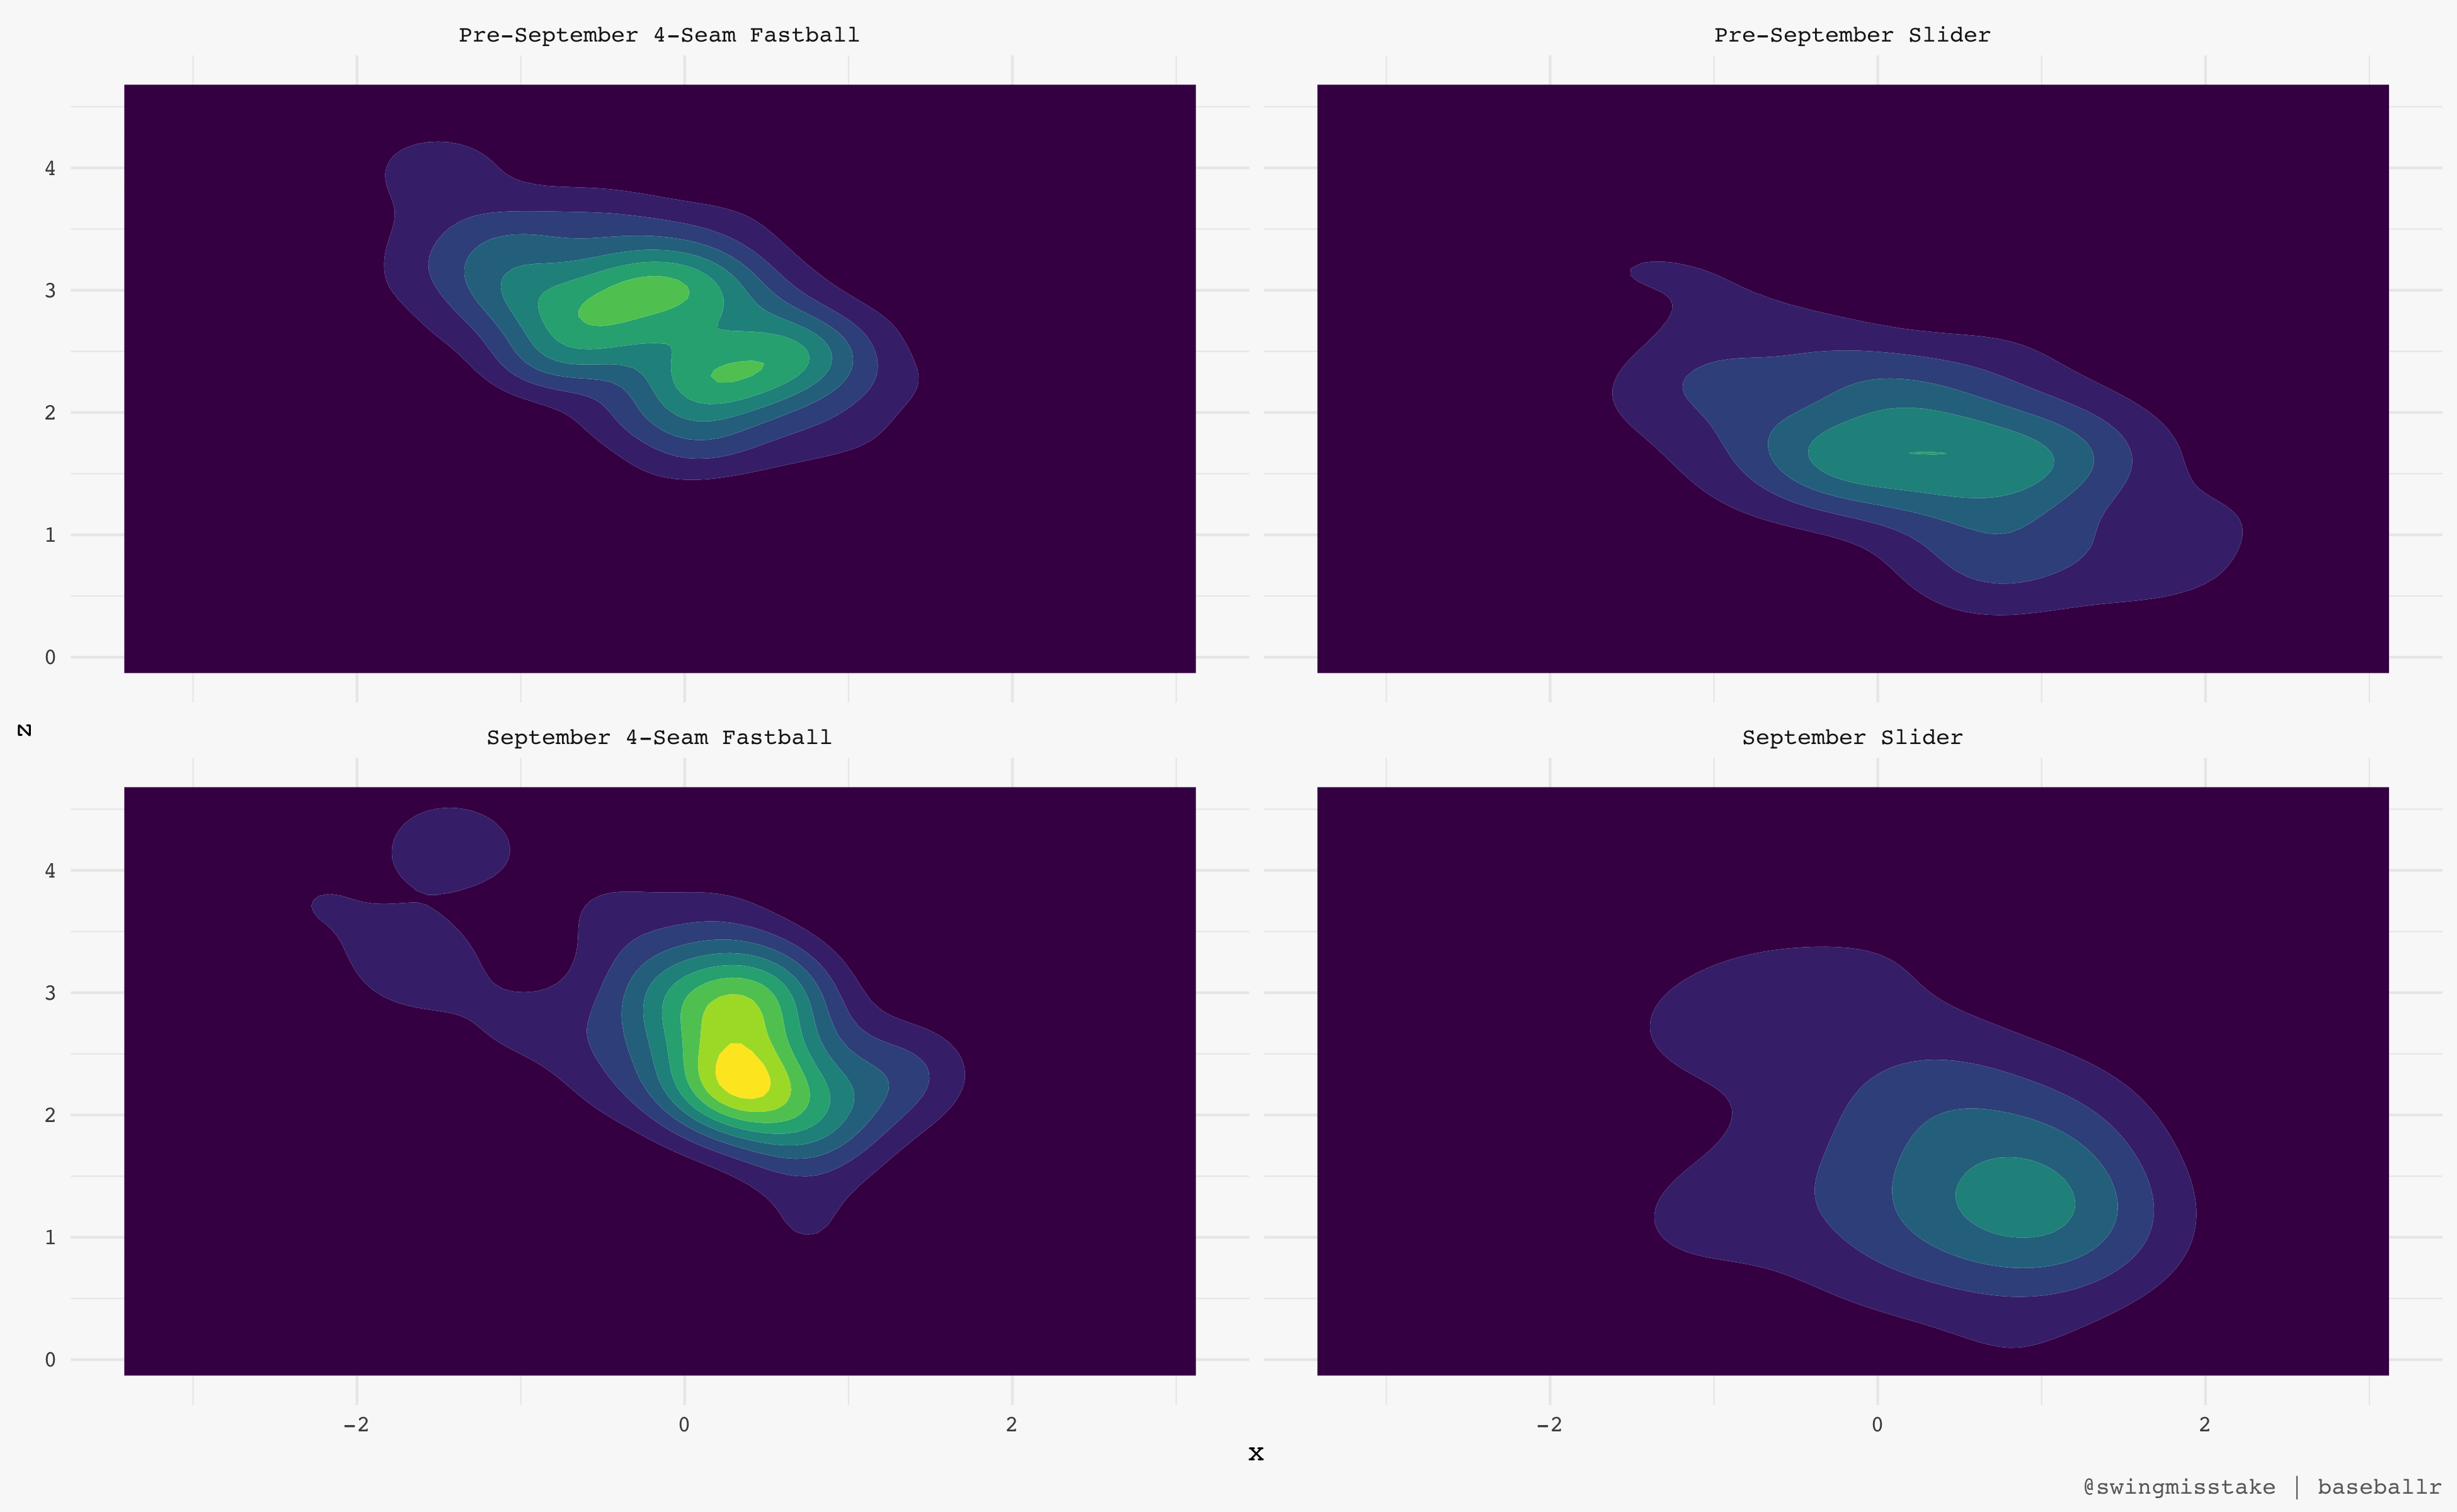 Pre-September 4-Seam Fastball
Pre-September Slider
4
3
2
1
0
z
September 4-Seam Fastball
September Slider
4
3
2
1
0
-2
0
2
-2
0
2
x
@swingmisstake | baseballr